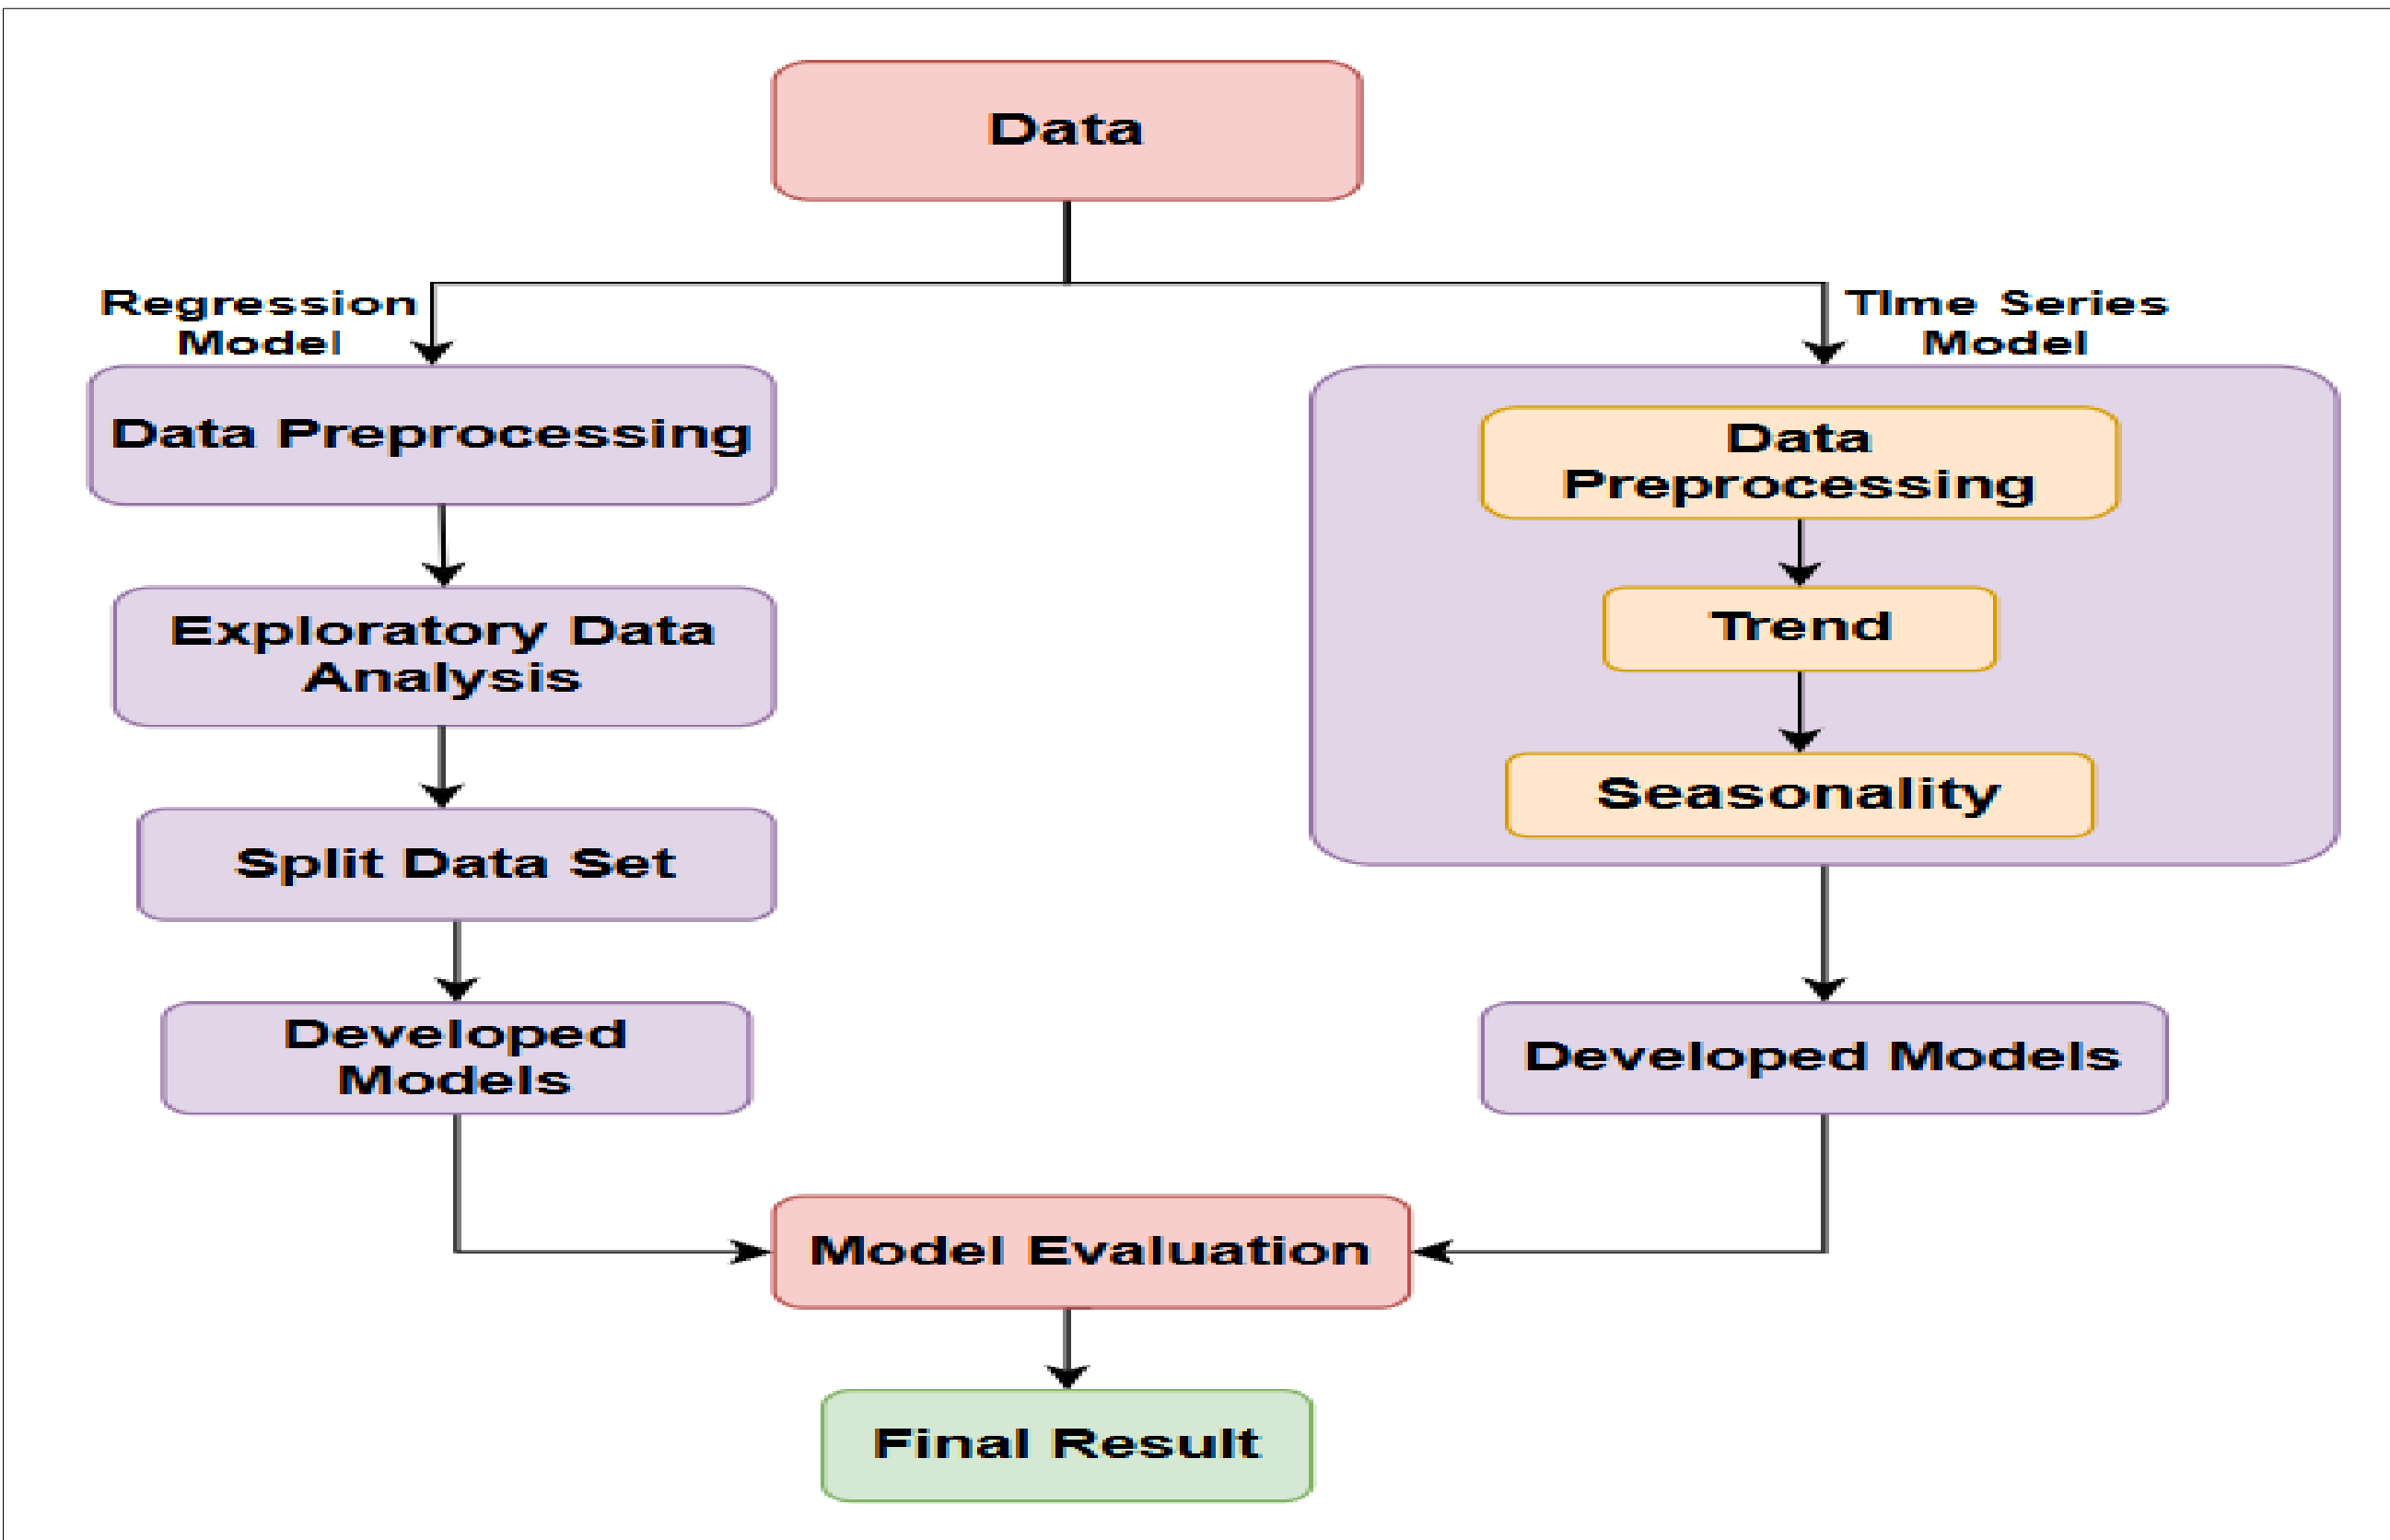 Data
Regression
Model
TIme Series
Model
Data Preprocessing
Exploratory Data
Analysis
Split Data Set
Developed
Models
Data
Preprocessing
Trend
Seasonality
Developed Models
Model Evaluation
Final Result